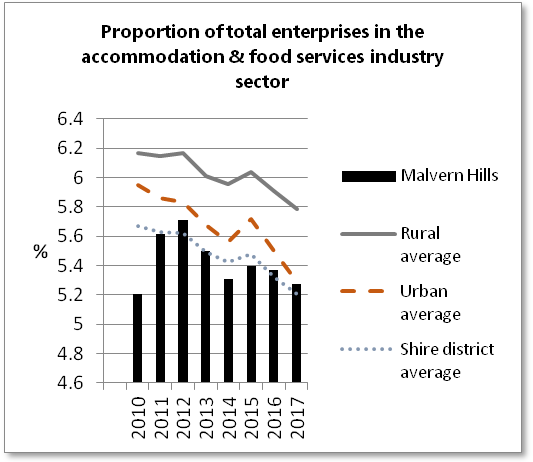 Proportion of total enterprises in the
accommodation & food services industry
sector
6.4
6.2
6
5.8
5.6
5.4
5.2
5
4.8
4.6
%
2010
2011
2012
2013
2014
2015
2016
2017
Malvern Hills
Rural
average
Urban
average
Shire district
average